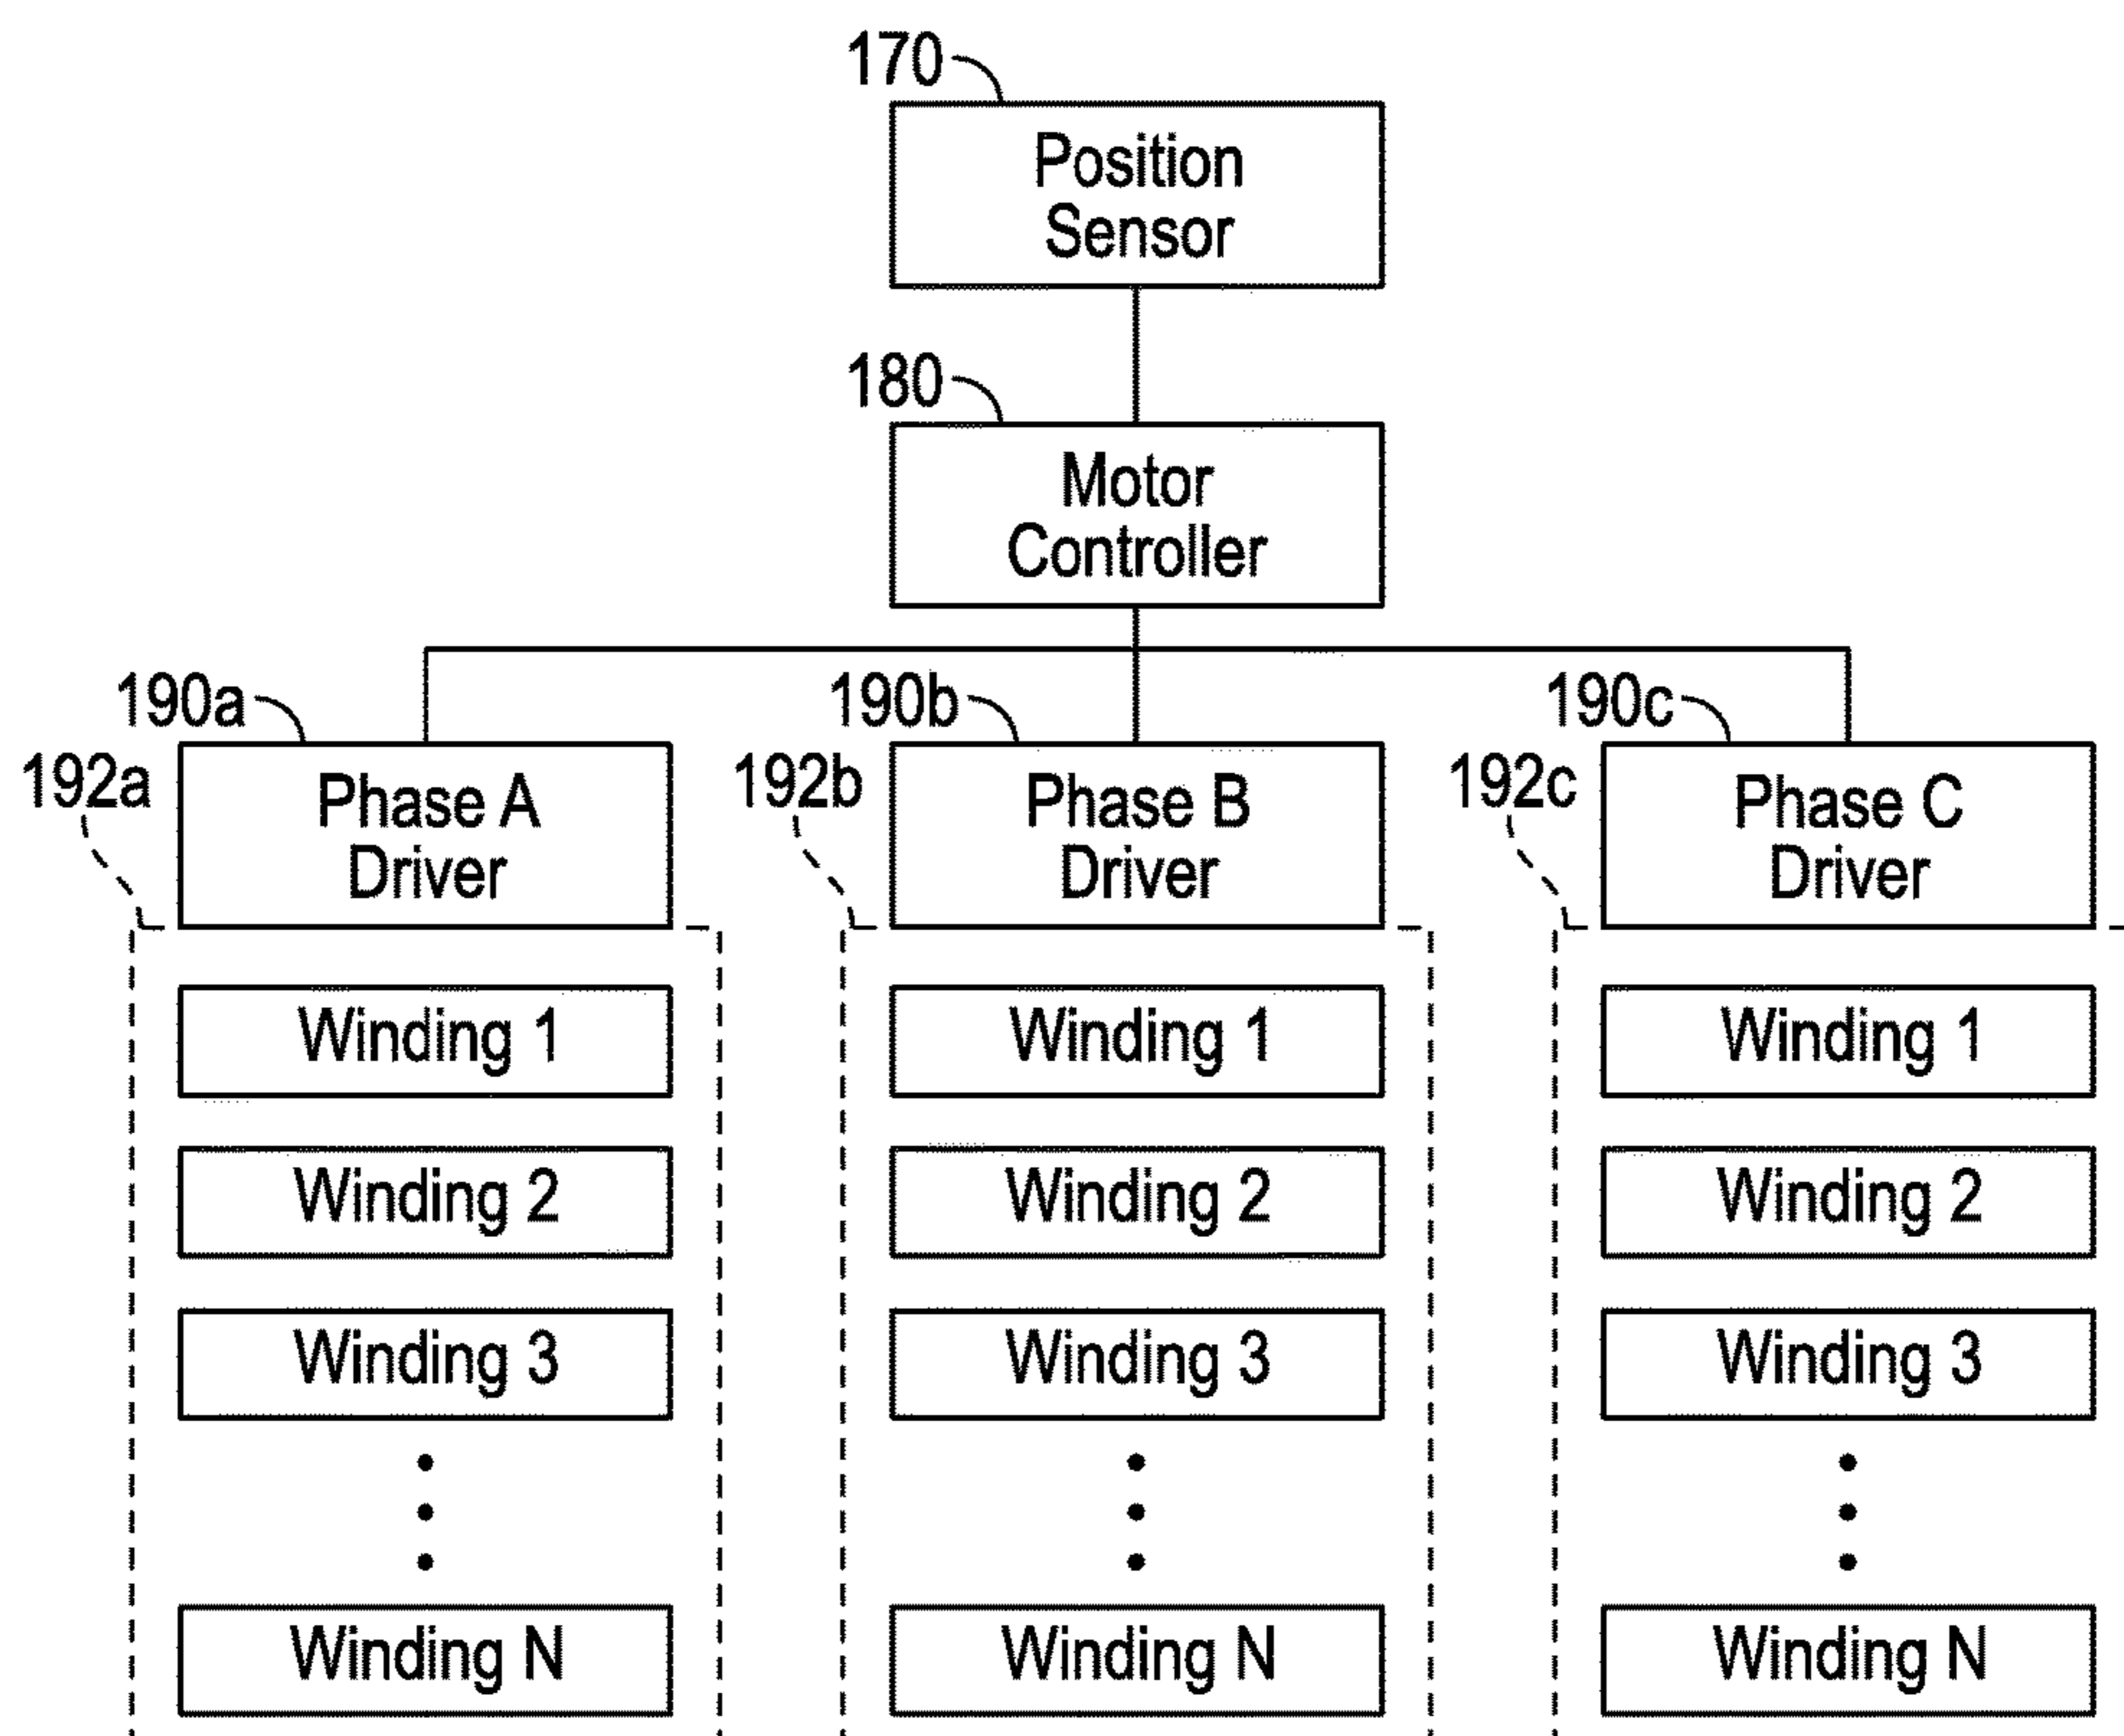 170
Position
Sensor
180
Motor
Controller
190a
190b
190c
192a
Phase A
Driver
192b
Phase B
Driver
192c
Phase C
Driver
Winding 1
Winding 1
Winding 1
Winding 2
Winding 2
Winding 2
Winding 3
Winding 3
Winding 3
Winding N
Winding N
Winding N